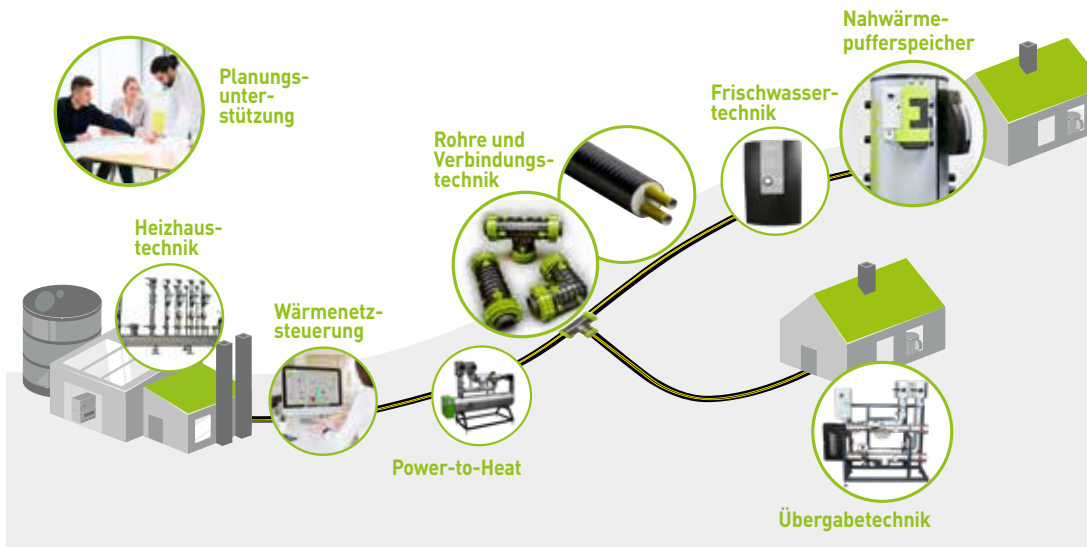 Planungs-
unter-
stützung
Heizhaus-
technik
Wärmenetz-
steuerung
Power-to-Heat
Rohre und
Verbindungs-
technik
Frischwasser-
technik
Nahwärme-
pufferspeicher
Übergabetechnik